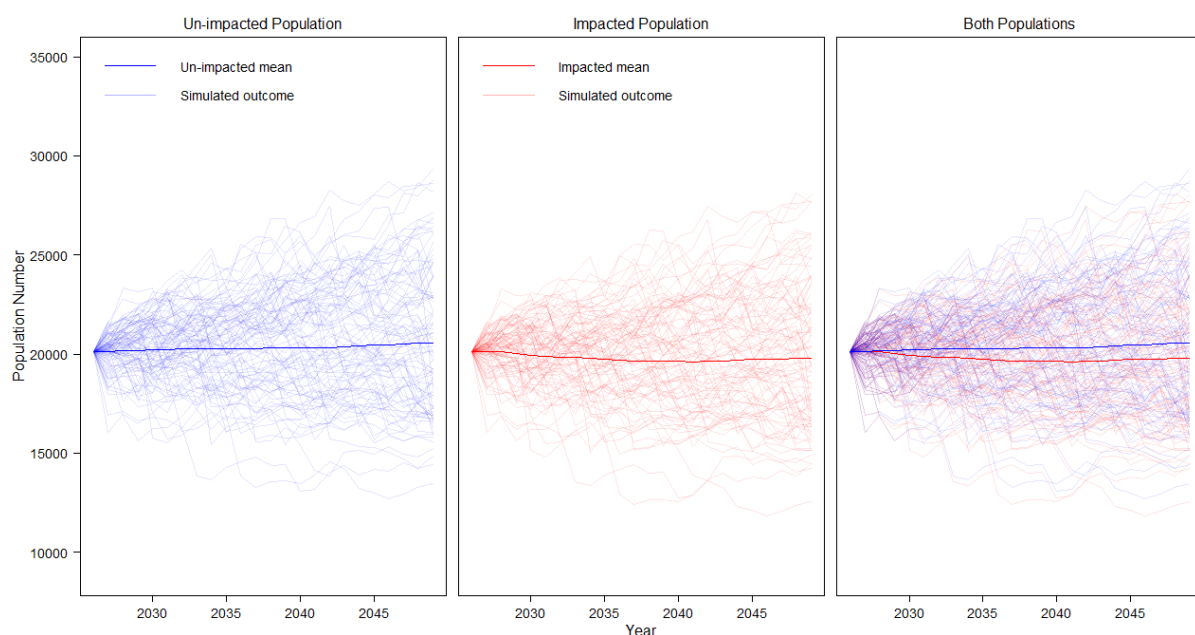 Un-impacted Population
Impacted Population
Both Populations
Un-impacted mean
Simulated outcome
Impacted mean
Simulated outcome
Population Number
35000
30000
25000
20000
15000
10000
2030 2035 2040 2045
2030 2035 2040 2045
2030 2035 2040 2045
Year